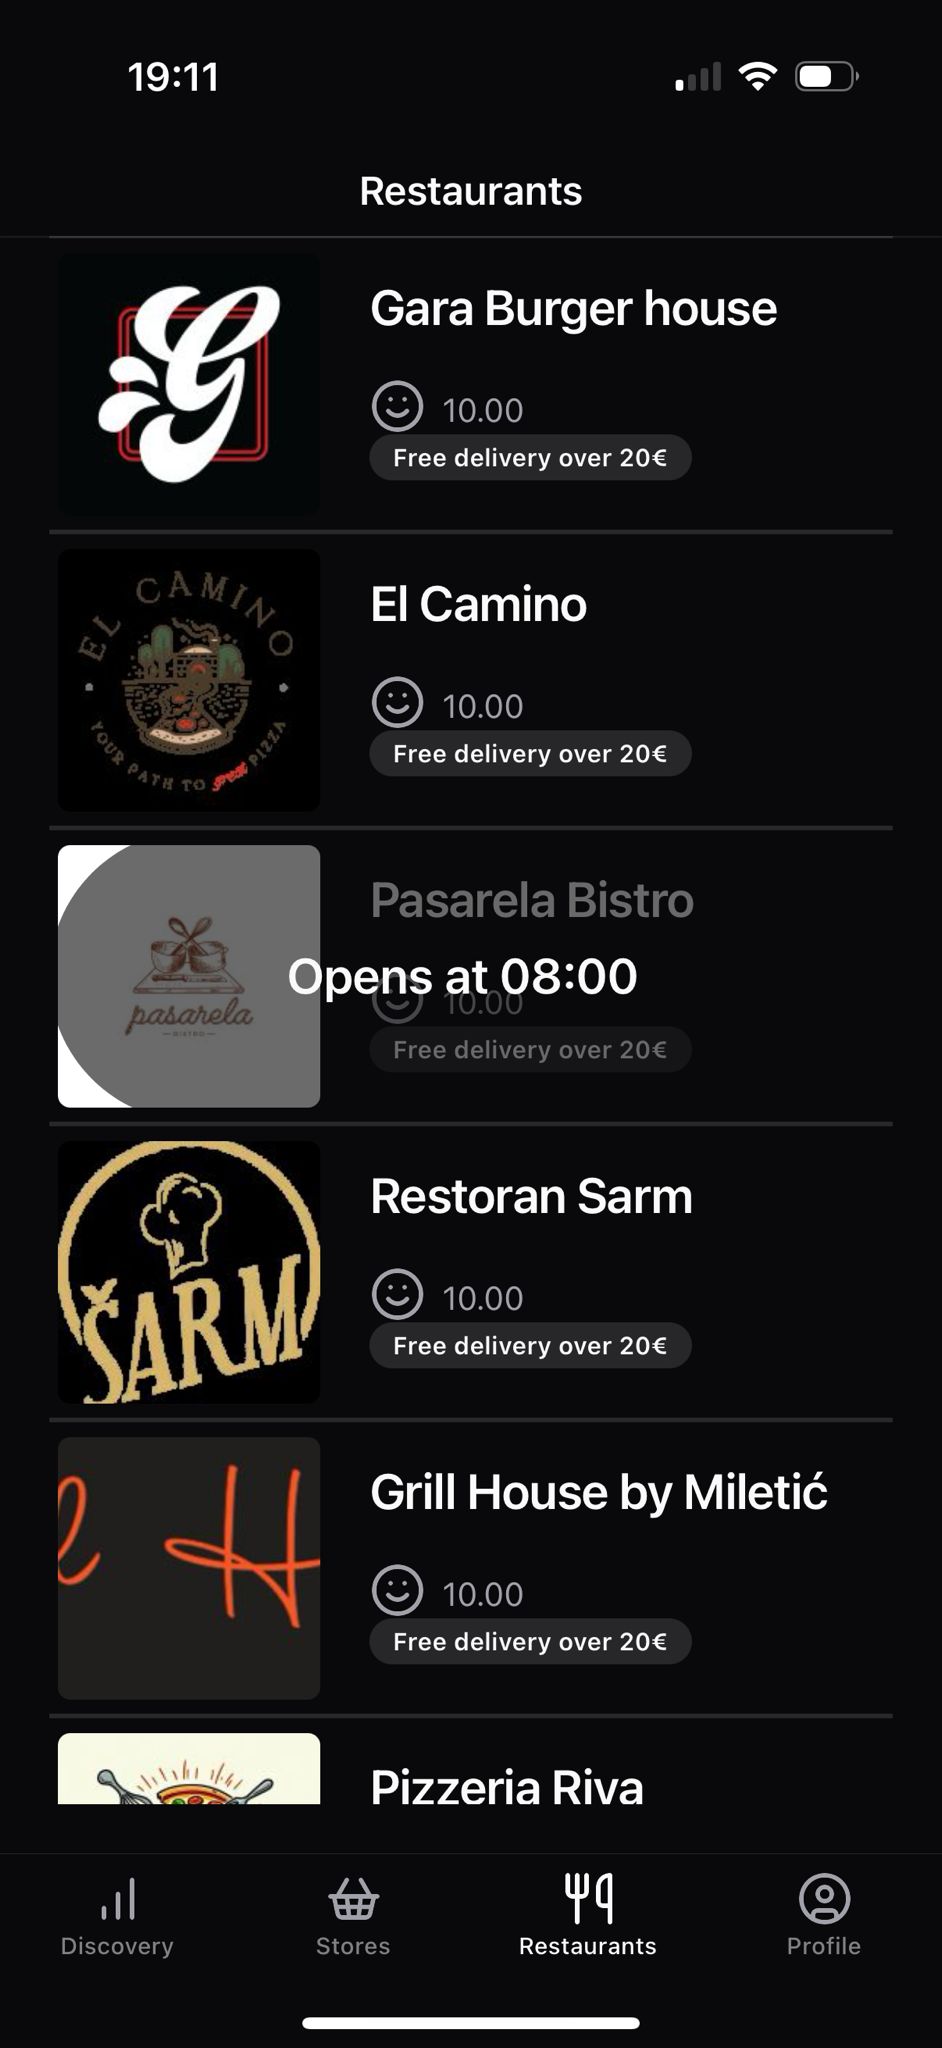 19:11
Restaurants
G
Gara Burger house
10.00
Free delivery over 20€
EL CAMINO
YOUR PATH TO great PIZZA
El Camino
10.00
Free delivery over 20€
pasarela
BISTRO
Pasarela Bistro
Opens at 08:00
10.00
Free delivery over 20€
ŠARM
Restoran Sarm
10.00
Free delivery over 20€
l H
Grill House by Miletić
10.00
Free delivery over 20€
Pizzeria Riva
Discovery
Stores
Restaurants
Profile